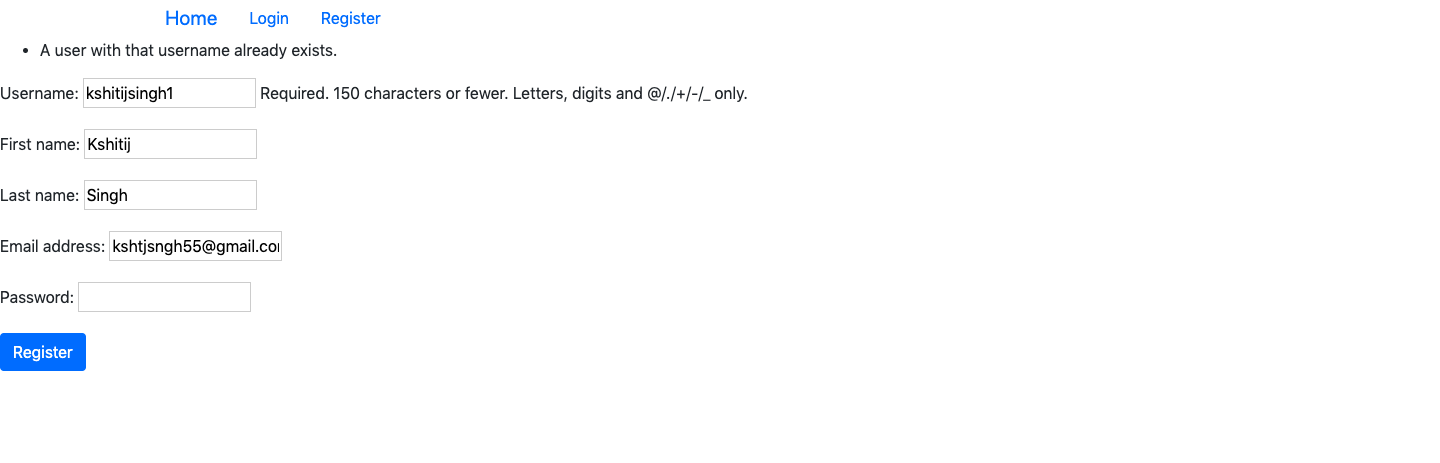 Home Login Register
• A user with that username already exists.
Username: kshitijsingh1 Required. 150 characters or fewer. Letters, digits and @/./+/-/_ only.
First name: Kshitij
Last name: Singh
Email address: kshtjsngh55@gmail.co
Password:
Register